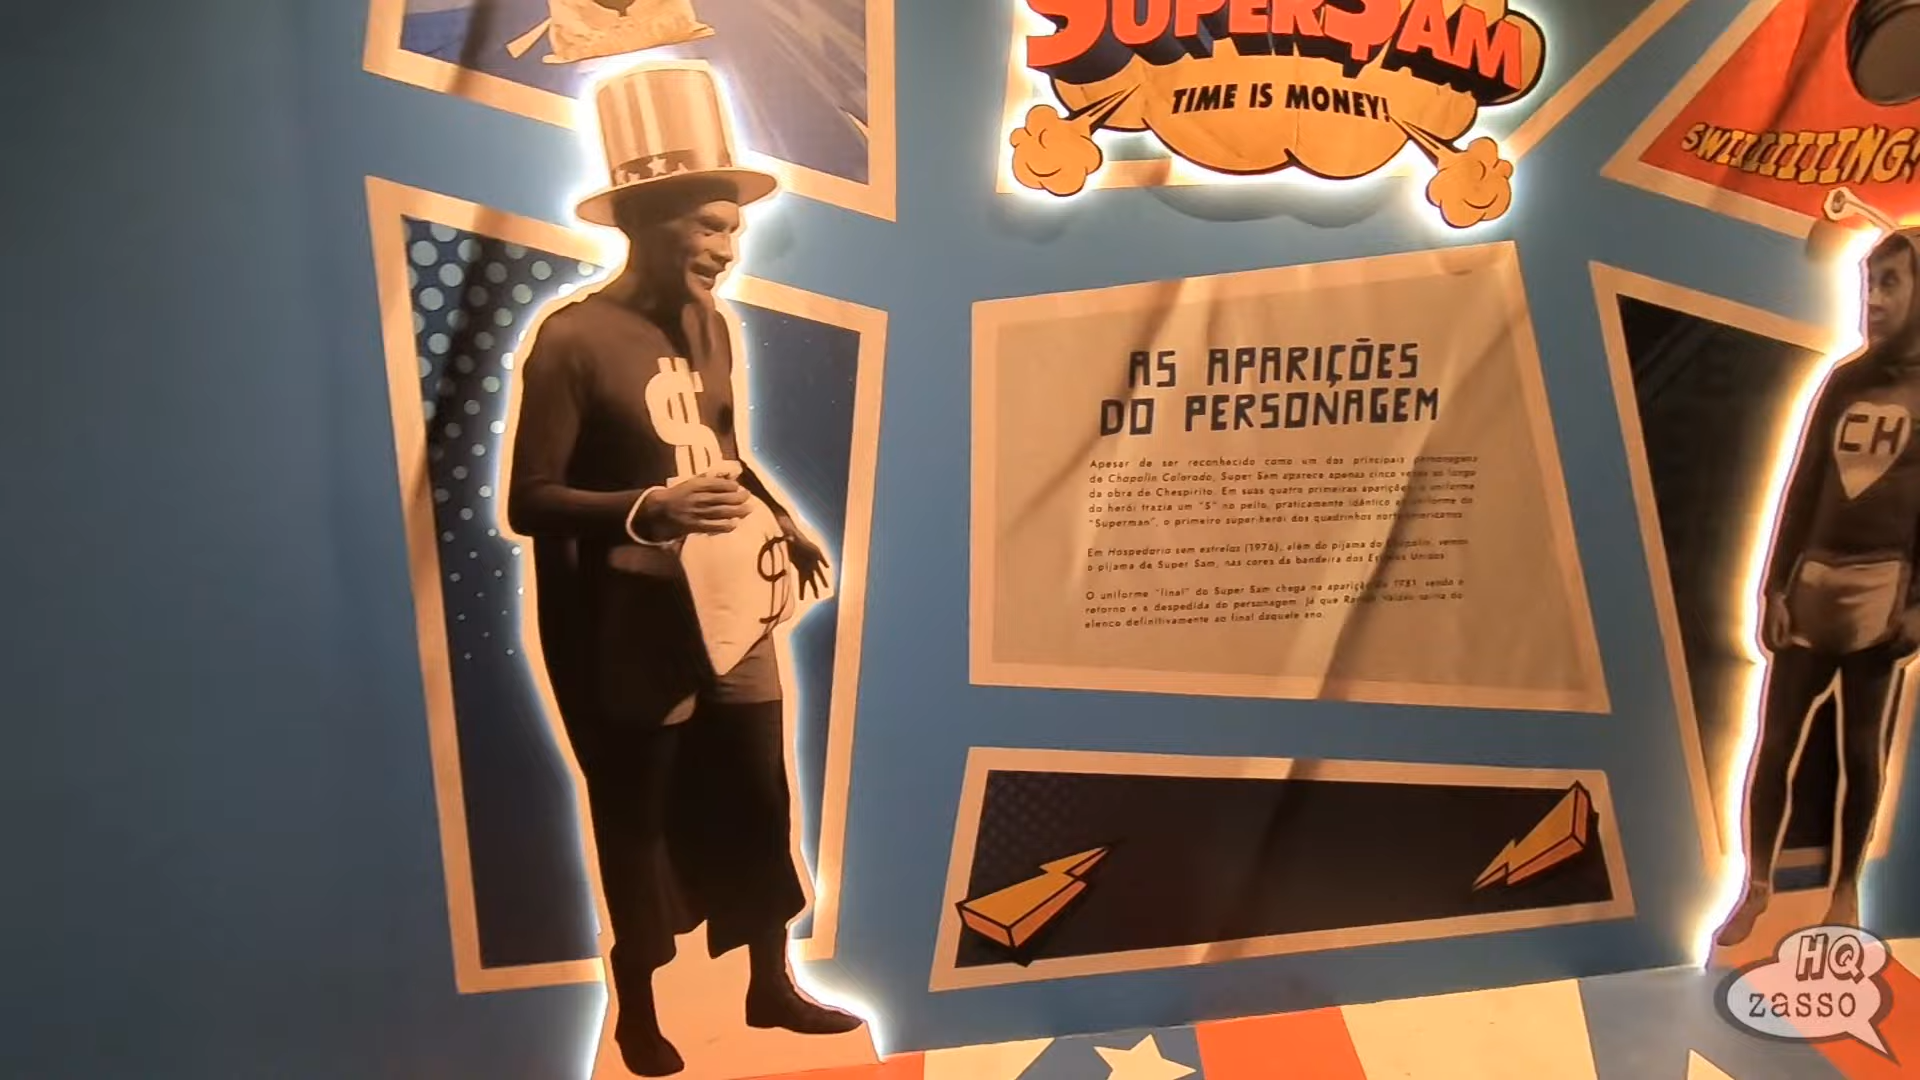 SUPER$AM
TIME IS MONEY!
SWIIIIIIIING!
$
$
CH
AS APARIÇÕES
DO PERSONAGEM
Apesar de ser reconhecido como um dos principais personagens
de Chapolin Colorado, Super Sam aparece apenas cinco vezes ao longo
da obra de Chespirito. Em suas quatro primeiras aparições o uniforme
do herói trazia um "S" no peito, praticamente idêntico ao uniforme do
"Superman", o primeiro super-herói dos quadrinhos norte-americanos.
Em Hospedaria sem estrelas (1976), além do pijama do Chapolin, vemos
o pijama de Super Sam, nas cores da bandeira dos Estados Unidos.
O uniforme "final" do Super Sam chega na aparição de 1981, sendo o
retorno e a despedida do personagem. Já que Ramón Valdés sairia do
elenco definitivamente ao final daquele ano.
HQ
zasso